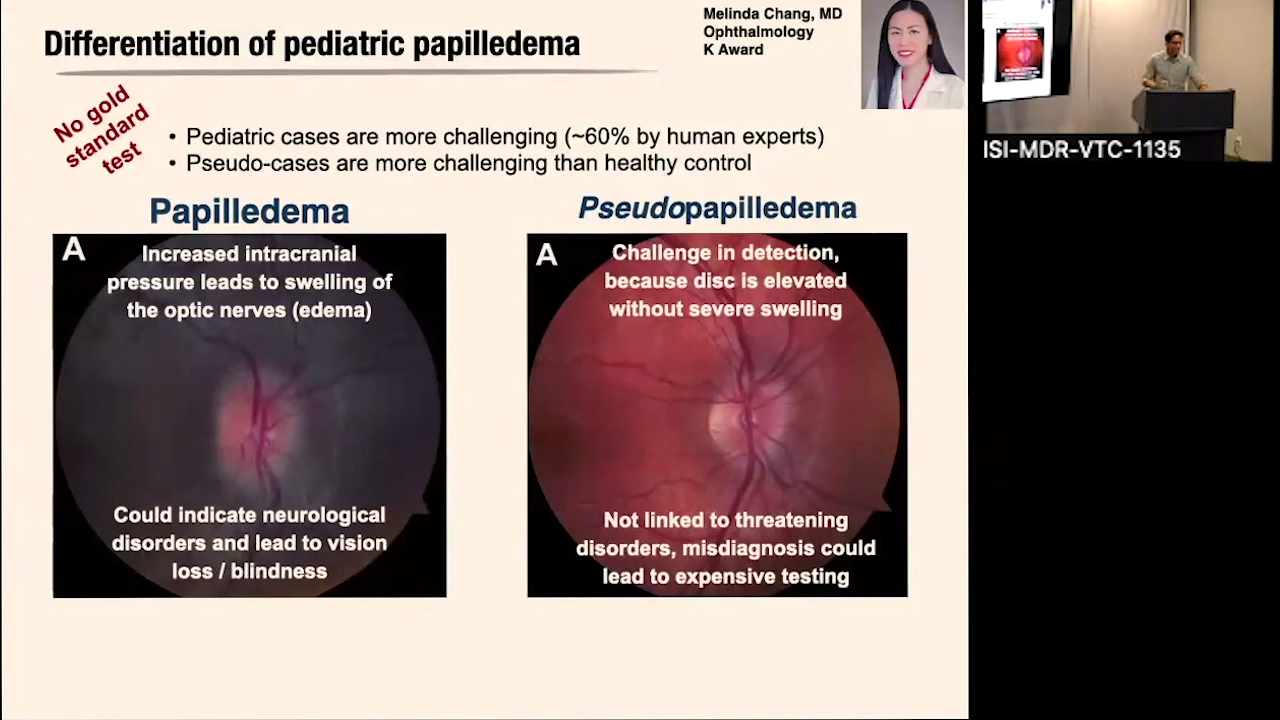 Differentiation of pediatric papilledema
Melinda Chang, MD
Ophthalmology
K Award
No gold
standard
test
• Pediatric cases are more challenging (~60% by human experts)
• Pseudo-cases are more challenging than healthy control
Papilledema
A
Increased intracranial
pressure leads to swelling of
the optic nerves (edema)
Could indicate neurological
disorders and lead to vision
loss / blindness
Pseudopapilledema
A
Challenge in detection,
because disc is elevated
without severe swelling
Not linked to threatening
disorders, misdiagnosis could
lead to expensive testing
ISI-MDR-VTC-1135